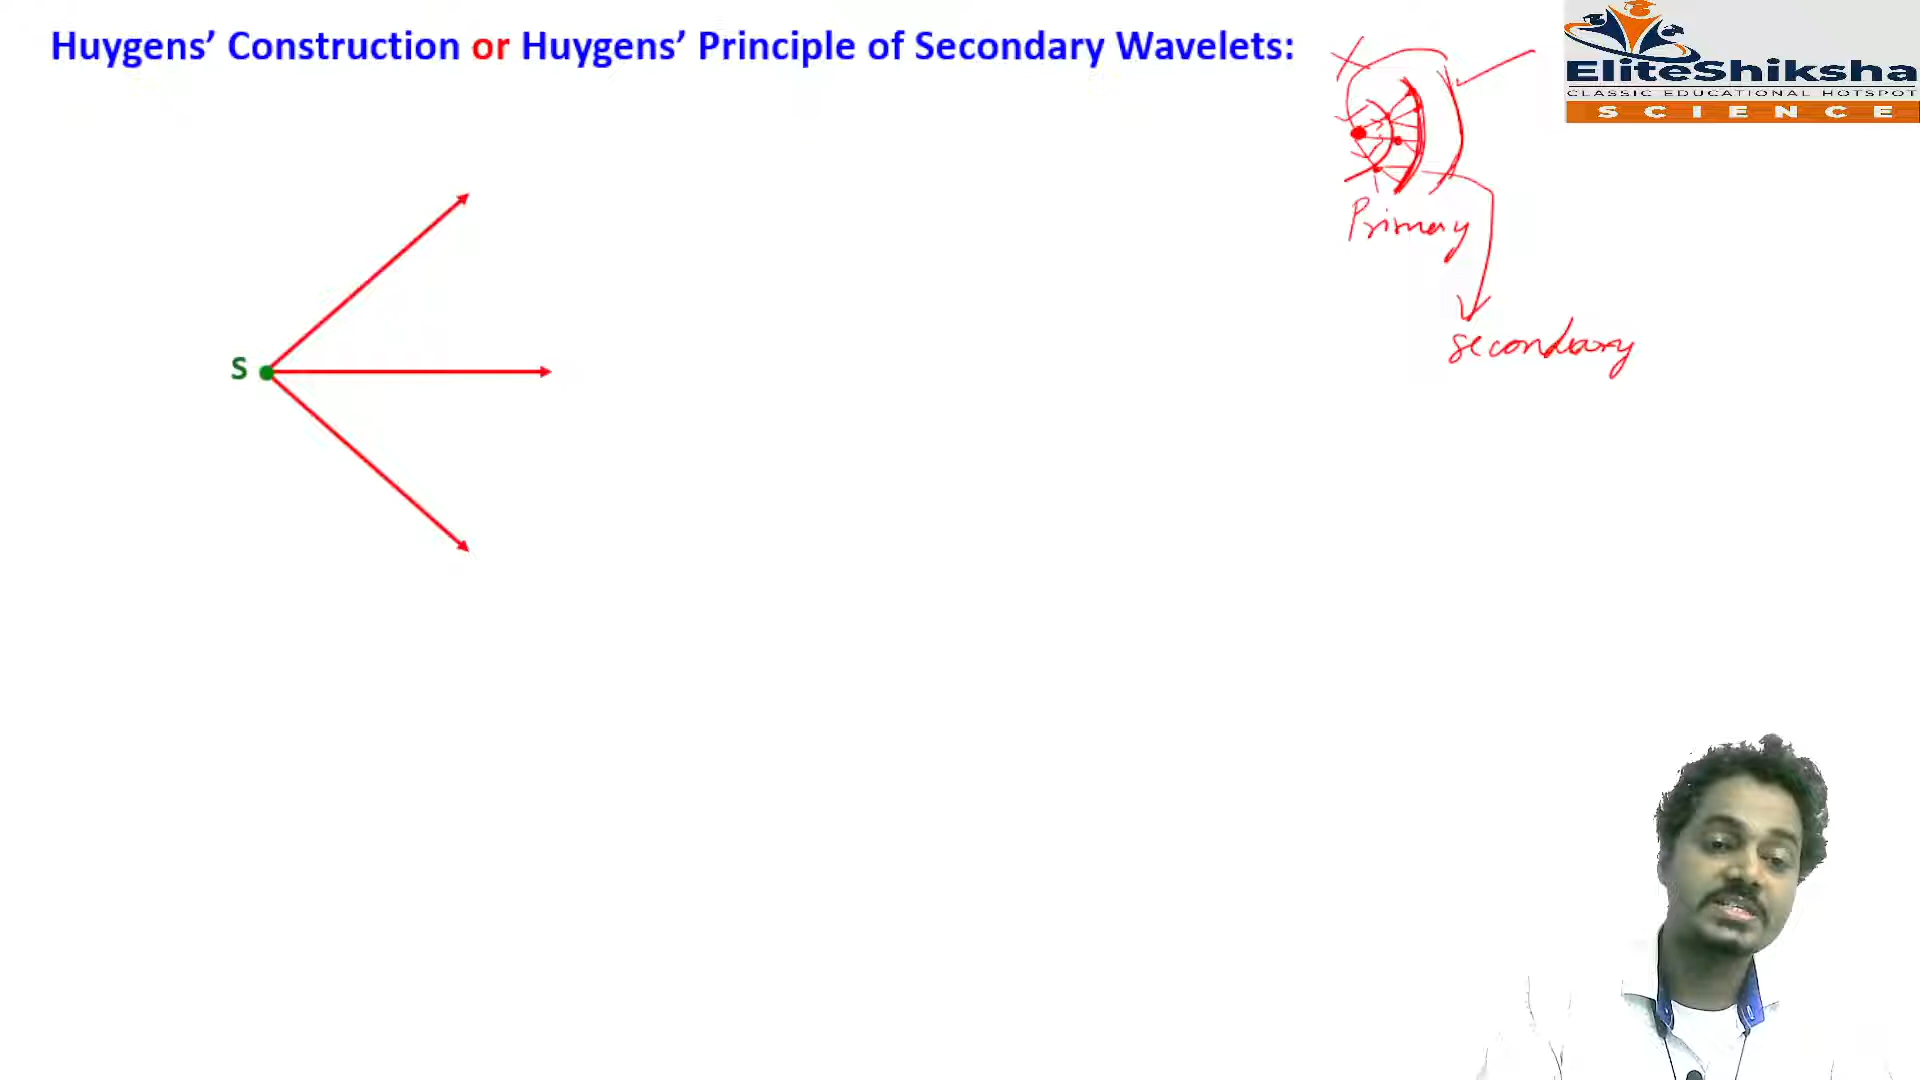 Huygens’ Construction or Huygens’ Principle of Secondary Wavelets:
EliteShiksha
CLASSIC EDUCATIONAL HOTSPOT
SCIENCE
Primary
secondary
S